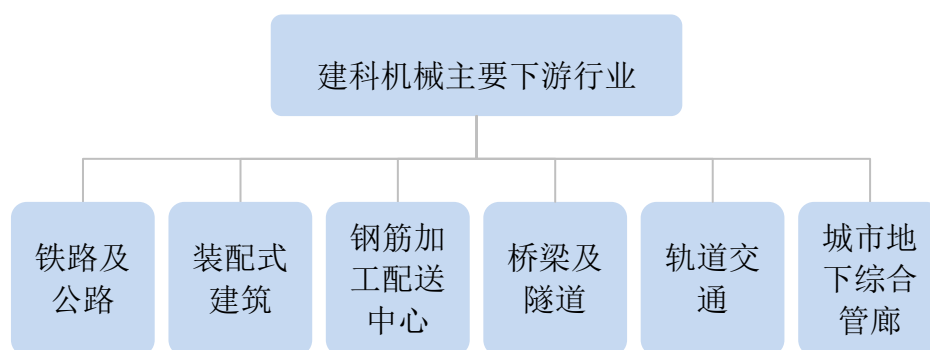 建科机械主要下游行业
铁路及
公路
装配式
建筑
钢筋加
工配送
中心
桥梁及
隧道
轨道交
通
城市地
下综合
管廊